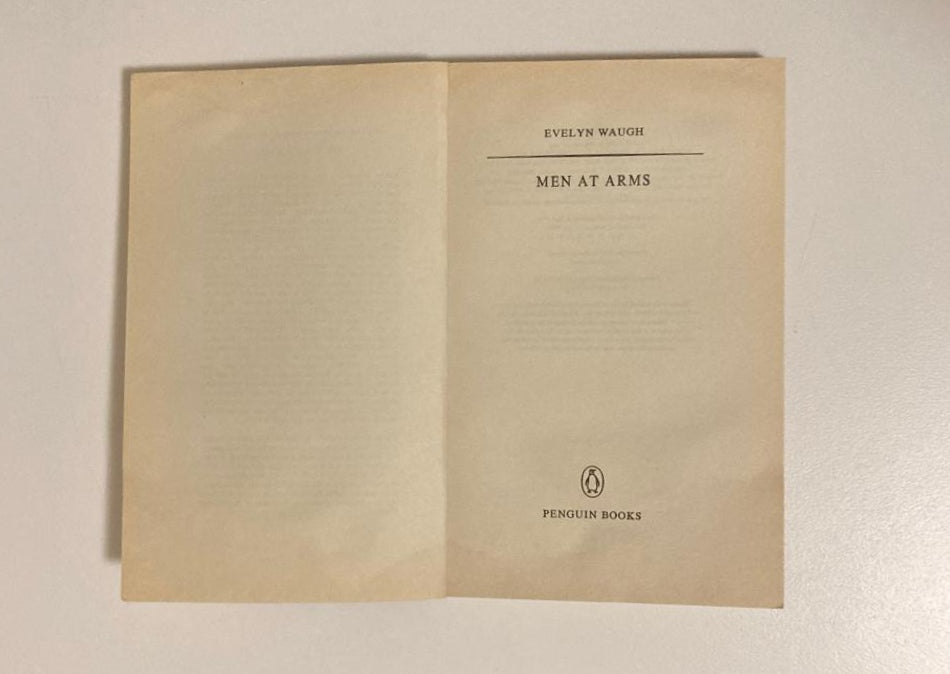 EVELYN WAUGH
MEN AT ARMS
PENGUIN BOOKS